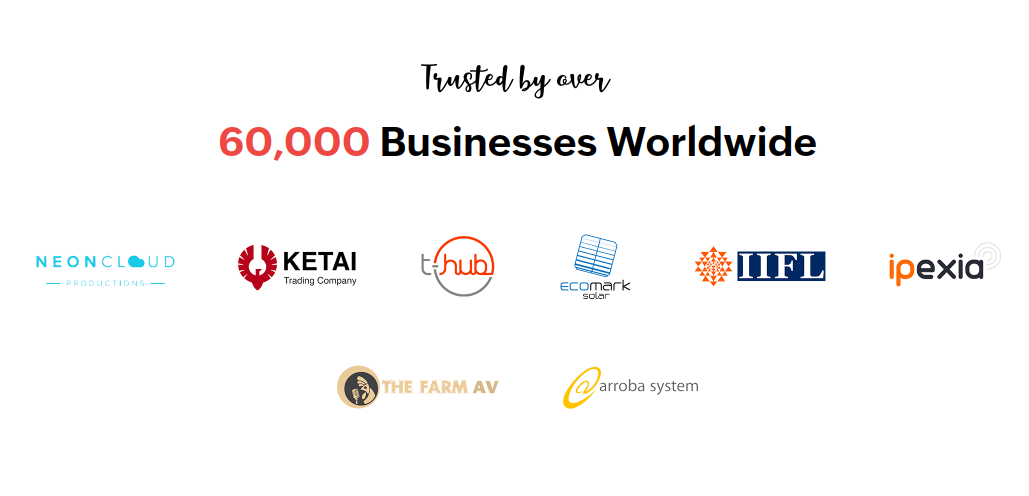 Trusted by over
60,000 Businesses Worldwide
NEONCLOUD
PRODUCTIONS
KETAI
Trading Company
t-hub
ecomark
solar
IIFL
ipexia
THE FARM AV
@ arroba system